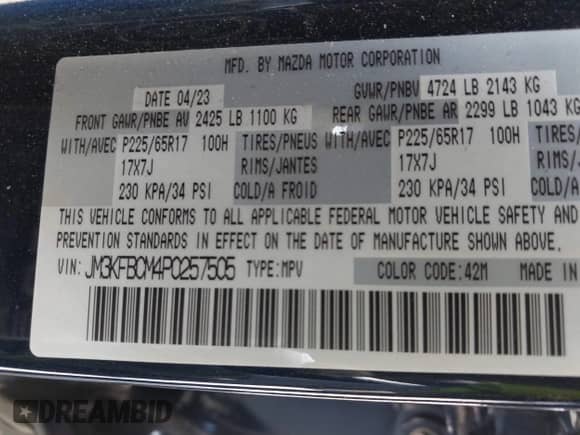 MFD. BY MAZDA MOTOR CORPORATION
DATE 04/23 GVWR/PNBV 4724 LB 2143 KG
FRONT GAWR/PNBE AV 2425 LB 1100 KG REAR GAWR/PNBE AR 2299 LB 1043 KG
WITH/AVEC P225/65R17 100H TIRES/PNEUS WITH/AVEC P225/65R17 100H TIRES/
17X7J RIMS/JANTES 17X7J RIMS/
230 KPA/34 PSI COLD/A FROID 230 KPA/34 PSI COLD/A
THIS VEHICLE CONFORMS TO ALL APPLICABLE FEDERAL MOTOR VEHICLE SAFETY AND
PREVENTION STANDARDS IN EFFECT ON THE DATE OF MANUFACTURE SHOWN ABOVE.
VIN: JM3KFBCM4P0257505 TYPE:MPV COLOR CODE:42M MADE IN
DREAMBID